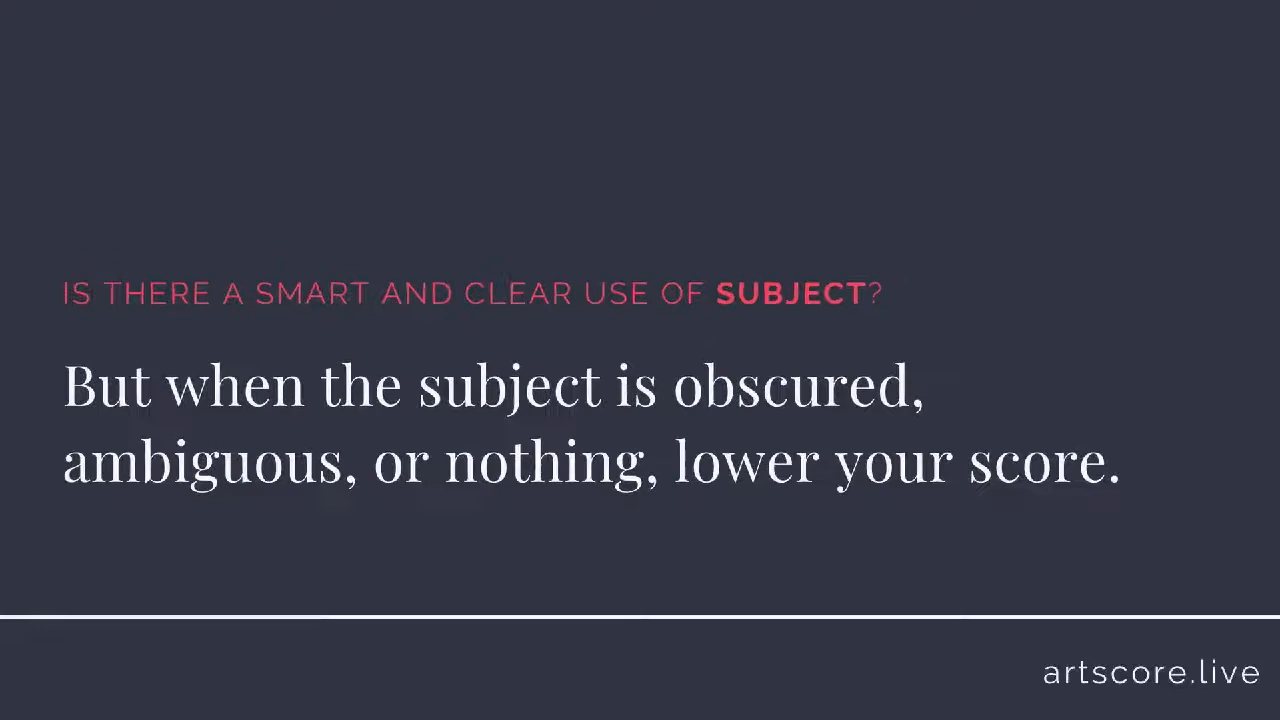 IS THERE A SMART AND CLEAR USE OF SUBJECT?
But when the subject is obscured,
ambiguous, or nothing, lower your score.
artscore.live